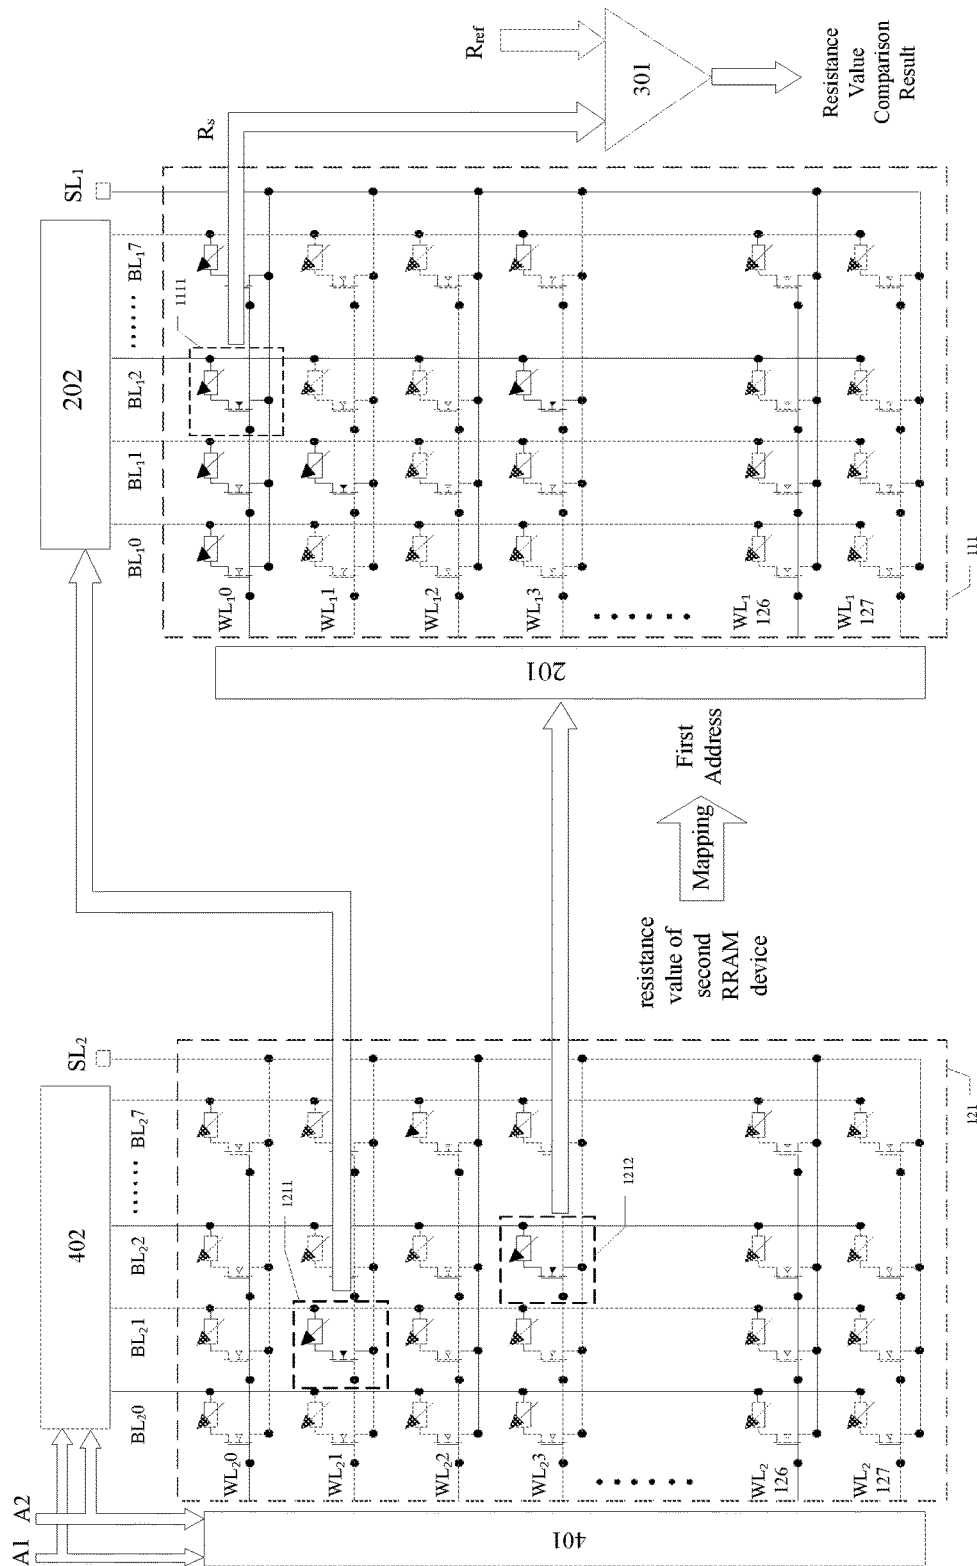 202
SL₁
BL₁0
BL₁1
BL₁2
......
BL₁7
1111
Rₛ
R_ref
301
Resistance
Value
Comparison
Result
WL₁0
WL₁1
WL₁2
WL₁3
......
WL₁
126
WL₁
127
111
201
First
Address
Mapping
resistance
value of
second
RRAM
device
402
SL₂
BL₂0
BL₂1
BL₂2
......
BL₂7
1211
1212
WL₂0
WL₂1
WL₂2
WL₂3
......
WL₂
126
WL₂
127
121
A1
A2
401